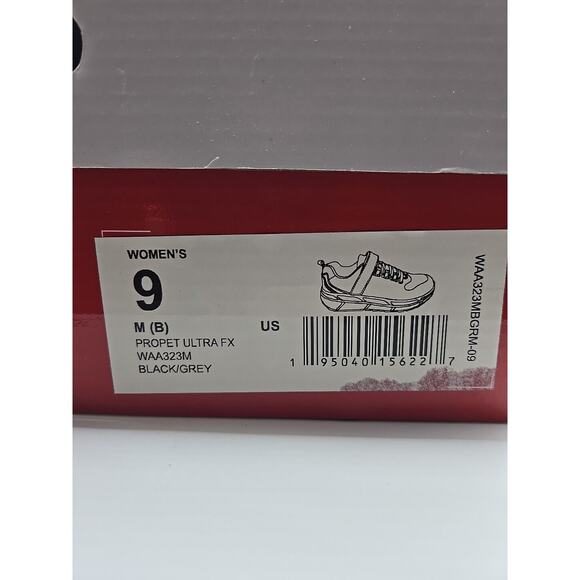 WOMEN'S
9
M (B)
US
PROPET ULTRA FX
WAA323M
BLACK/GREY
1 95040 15622 7
WAA323MBGRM-09